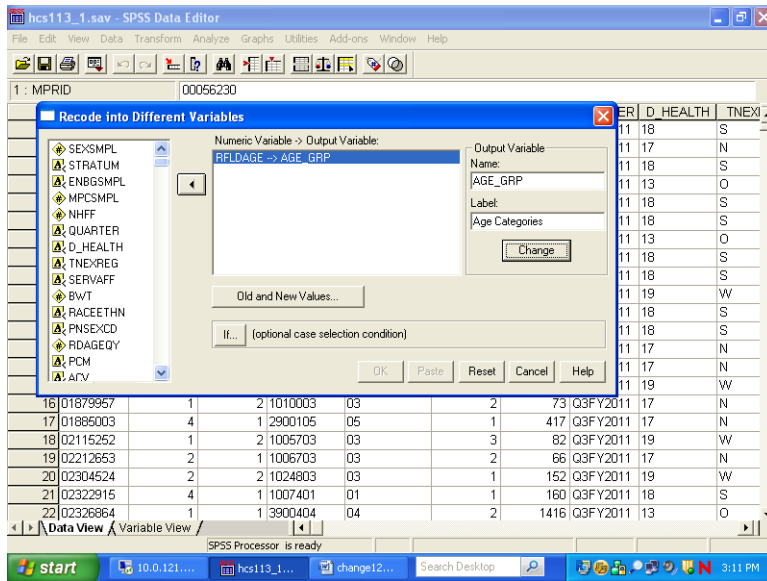 hcs113_1.sav - SPSS Data Editor
File Edit View Data Transform Analyze Graphs Utilities Add-ons Window Help
1 : MPRID 00056230
ER D_HEALTH TNEXI
Recode into Different Variables
SEXSMPL
STRATUM
ENBGSMPL
MPCSMPL
NHFF
QUARTER
D_HEALTH
TNEXREG
SERVAFF
BWT
RACEETHN
PNSEXCD
RDAGEQY
PCM
ACV
Numeric Variable -> Output Variable:
RFLDAGE --> AGE_GRP
Output Variable
Name:
AGE_GRP
Label:
Age Categories
Change
Old and New Values...
If... (optional case selection condition)
OK Paste Reset Cancel Help
11 18 S
11 17 N
11 18 S
11 13 O
11 18 S
11 18 S
11 13 O
11 18 S
11 18 S
11 19 W
11 18 S
11 18 S
11 17 N
11 17 N
11 19 W
16 01879957 1 2 1010003 03 2 73 Q3FY2011 17 N
17 01885003 4 1 2900105 05 1 417 Q3FY2011 17 N
18 02115252 1 2 1005703 03 3 82 Q3FY2011 19 W
19 02212653 2 1 1006703 03 2 66 Q3FY2011 17 N
20 02304524 2 2 1024803 03 1 152 Q3FY2011 19 W
21 02322915 4 1 1007401 01 1 160 Q3FY2011 18 S
22 02326864 1 1 3900404 04 2 1416 Q3FY2011 13 O
Data View Variable View
SPSS Processor is ready
start 10.0.121.... hcs113_1... change12... Search Desktop N 3:11 PM